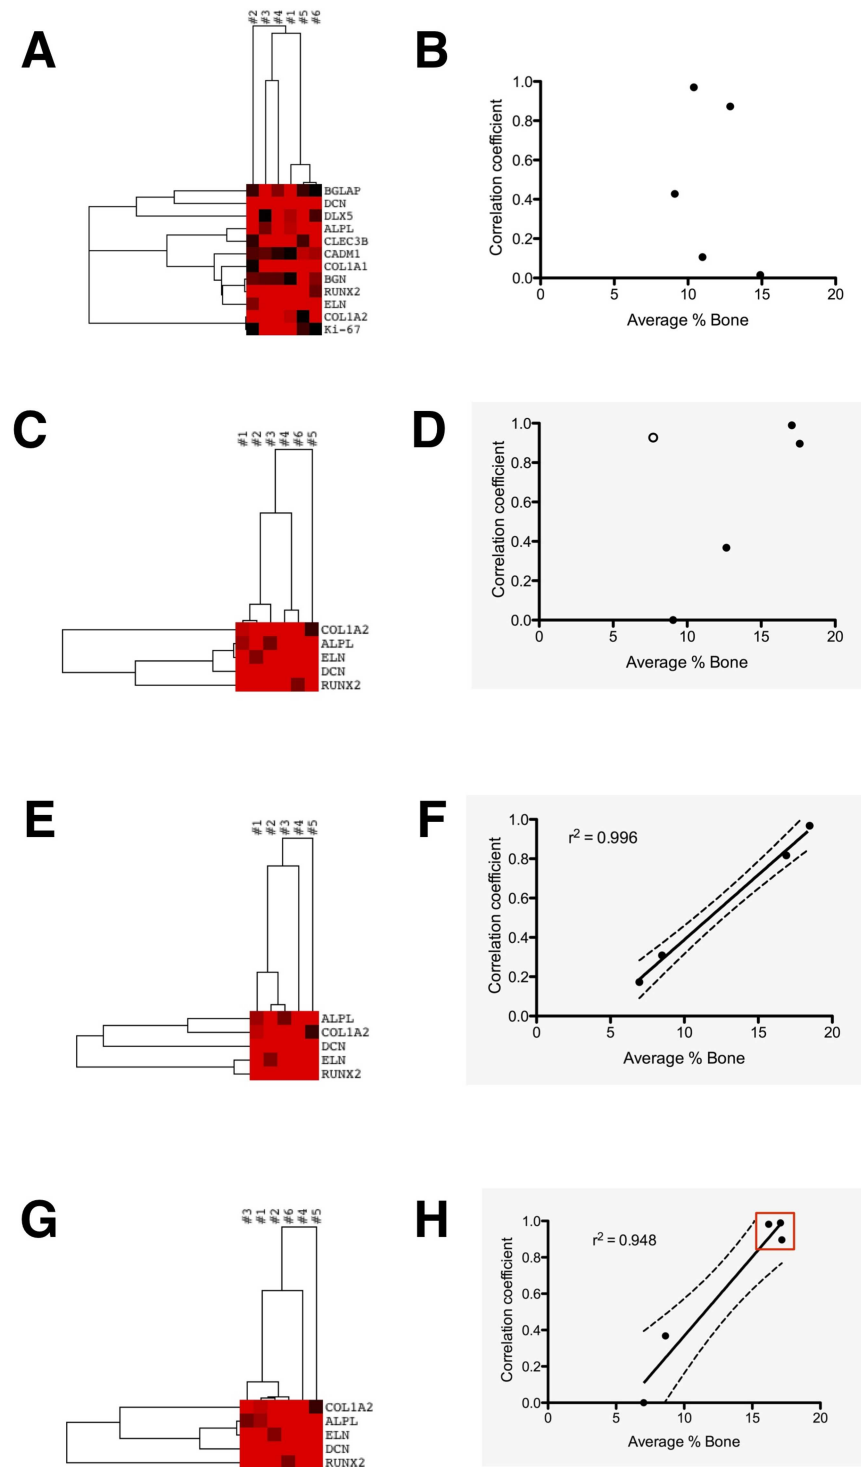 A
#2 #3 #4 #1 #5 #6
BGLAP
DCN
DLX5
ALPL
CLEC3B
CADM1
COL1A1
BGN
RUNX2
ELN
COL1A2
Ki-67
B
Correlation coefficient
1.0
0.8
0.6
0.4
0.2
0.0
0 5 10 15 20
Average % Bone
C
#1 #2 #3 #4 #6 #5
COL1A2
ALPL
ELN
DCN
RUNX2
D
Correlation coefficient
1.0
0.8
0.6
0.4
0.2
0.0
0 5 10 15 20
Average % Bone
E
#1 #2 #3 #4 #5
ALPL
COL1A2
DCN
ELN
RUNX2
F
Correlation coefficient
1.0
0.8
0.6
0.4
0.2
0.0
r² = 0.996
0 5 10 15 20
Average % Bone
G
#3 #1 #2 #6 #4 #5
COL1A2
ALPL
ELN
DCN
RUNX2
H
Correlation coefficient
1.0
0.8
0.6
0.4
0.2
0.0
r² = 0.948
0 5 10 15 20
Average % Bone